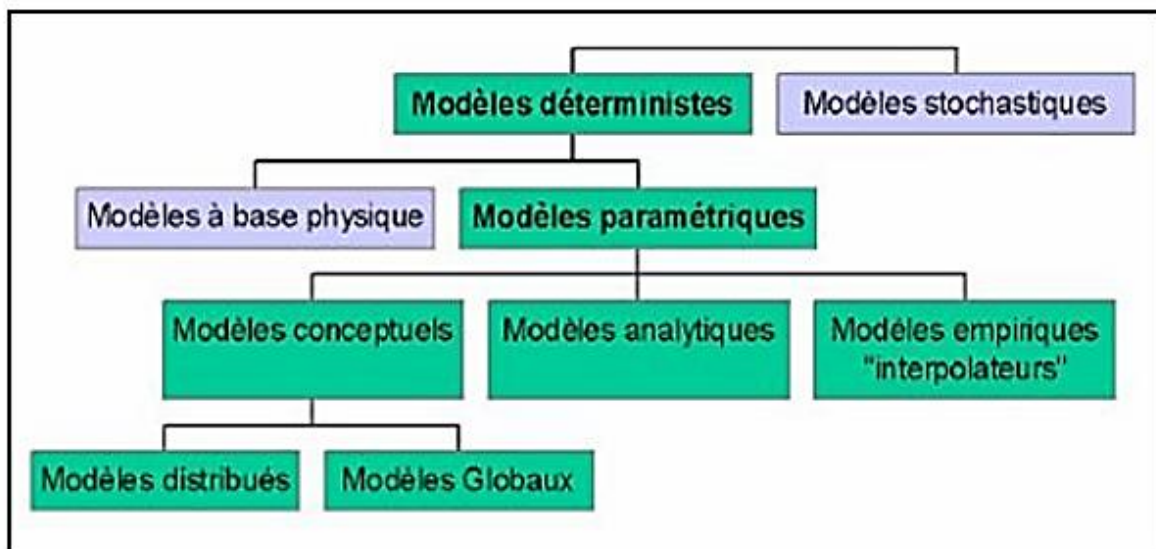 Modèles déterministes
Modèles stochastiques
Modèles à base physique
Modèles paramétriques
Modèles conceptuels
Modèles analytiques
Modéles empiriques
"interpolateurs"
Modèles distribués
Modèles Globaux